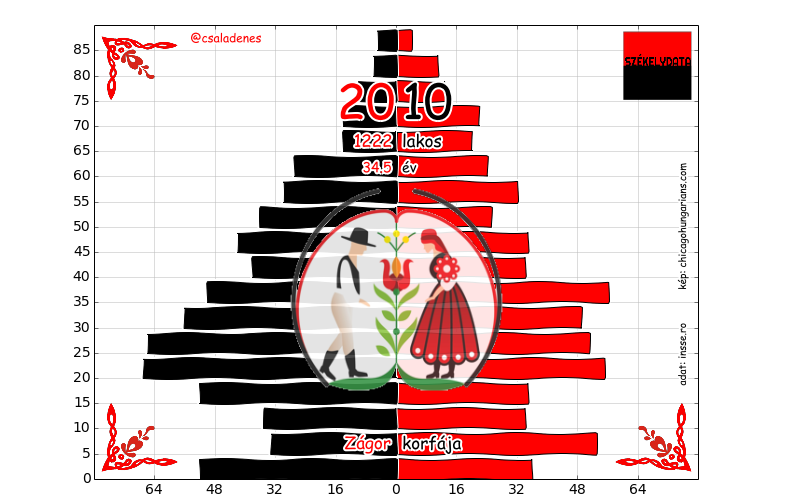 @csaladenes
SZÉKELYDATA
2010
1222 lakos
34.5 év
Zágor korfája
kép: chicagohungarians.com
adat: insse.ro
85
80
75
70
65
60
55
50
45
40
35
30
25
20
15
10
5
0
64 48 32 16 0 16 32 48 64